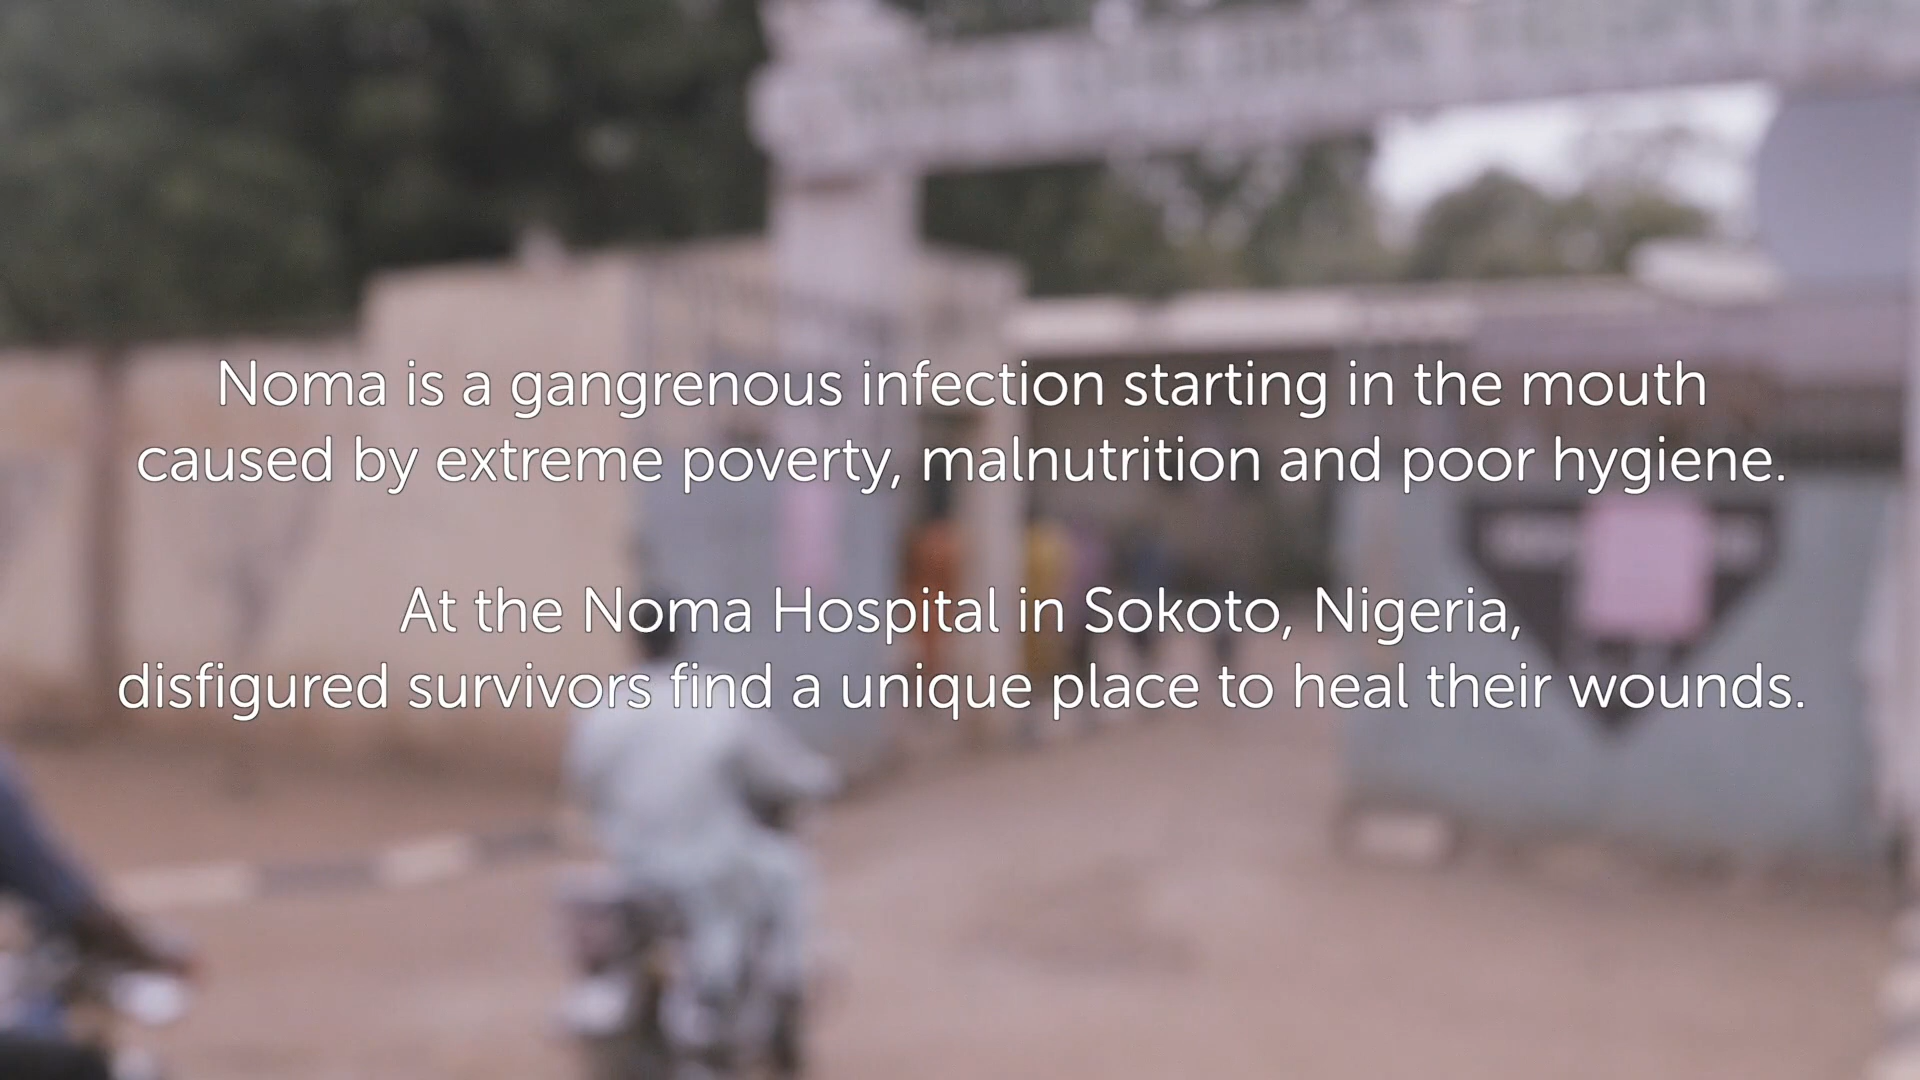 Noma is a gangrenous infection starting in the mouth
caused by extreme poverty, malnutrition and poor hygiene.
At the Noma Hospital in Sokoto, Nigeria,
disfigured survivors find a unique place to heal their wounds.